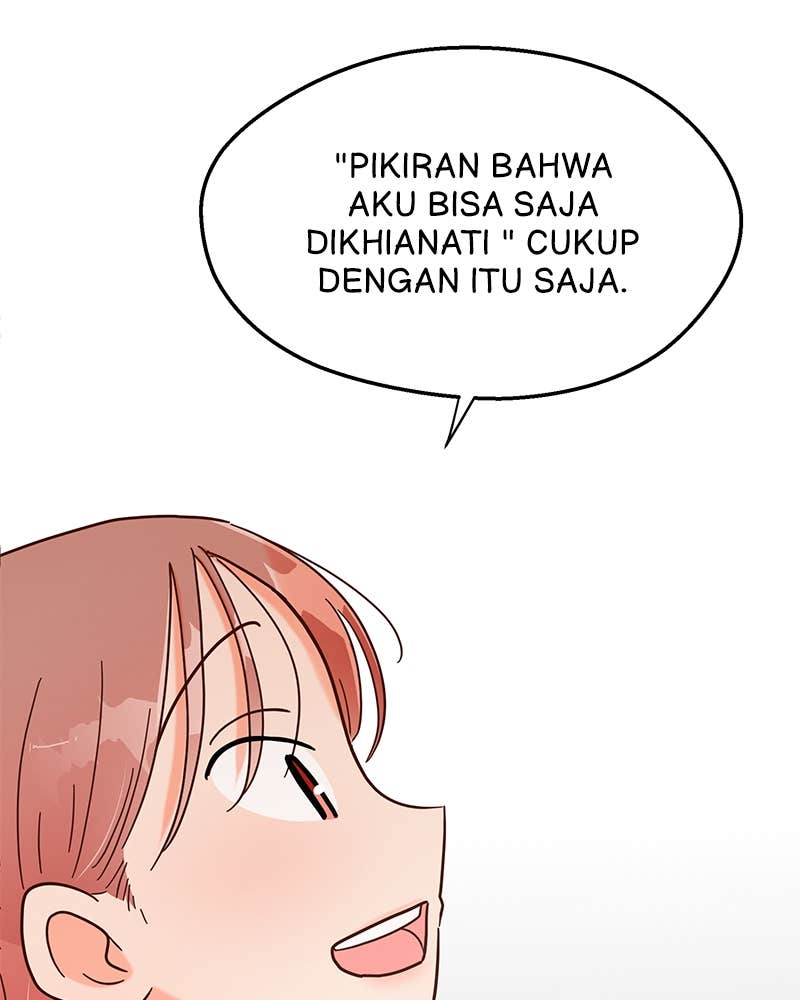 "PIKIRAN BAHWA
AKU BISA SAJA
DIKHIANATI " CUKUP
DENGAN ITU SAJA.